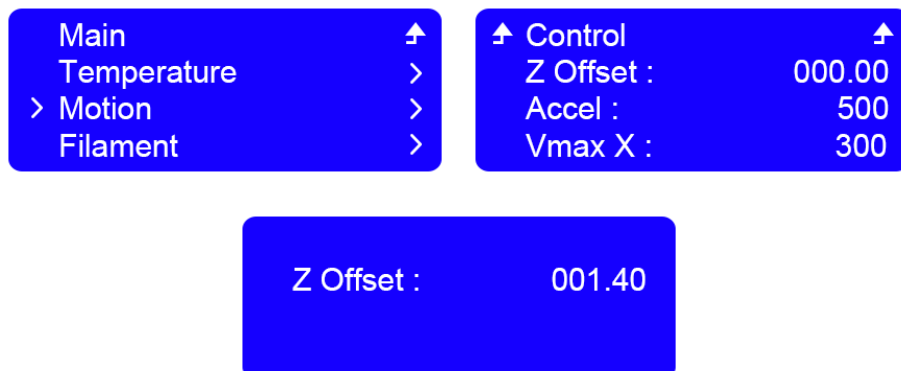 Main
Temperature >
> Motion >
Filament >
Control
Z Offset : 000.00
Accel : 500
Vmax X : 300
Z Offset : 001.40